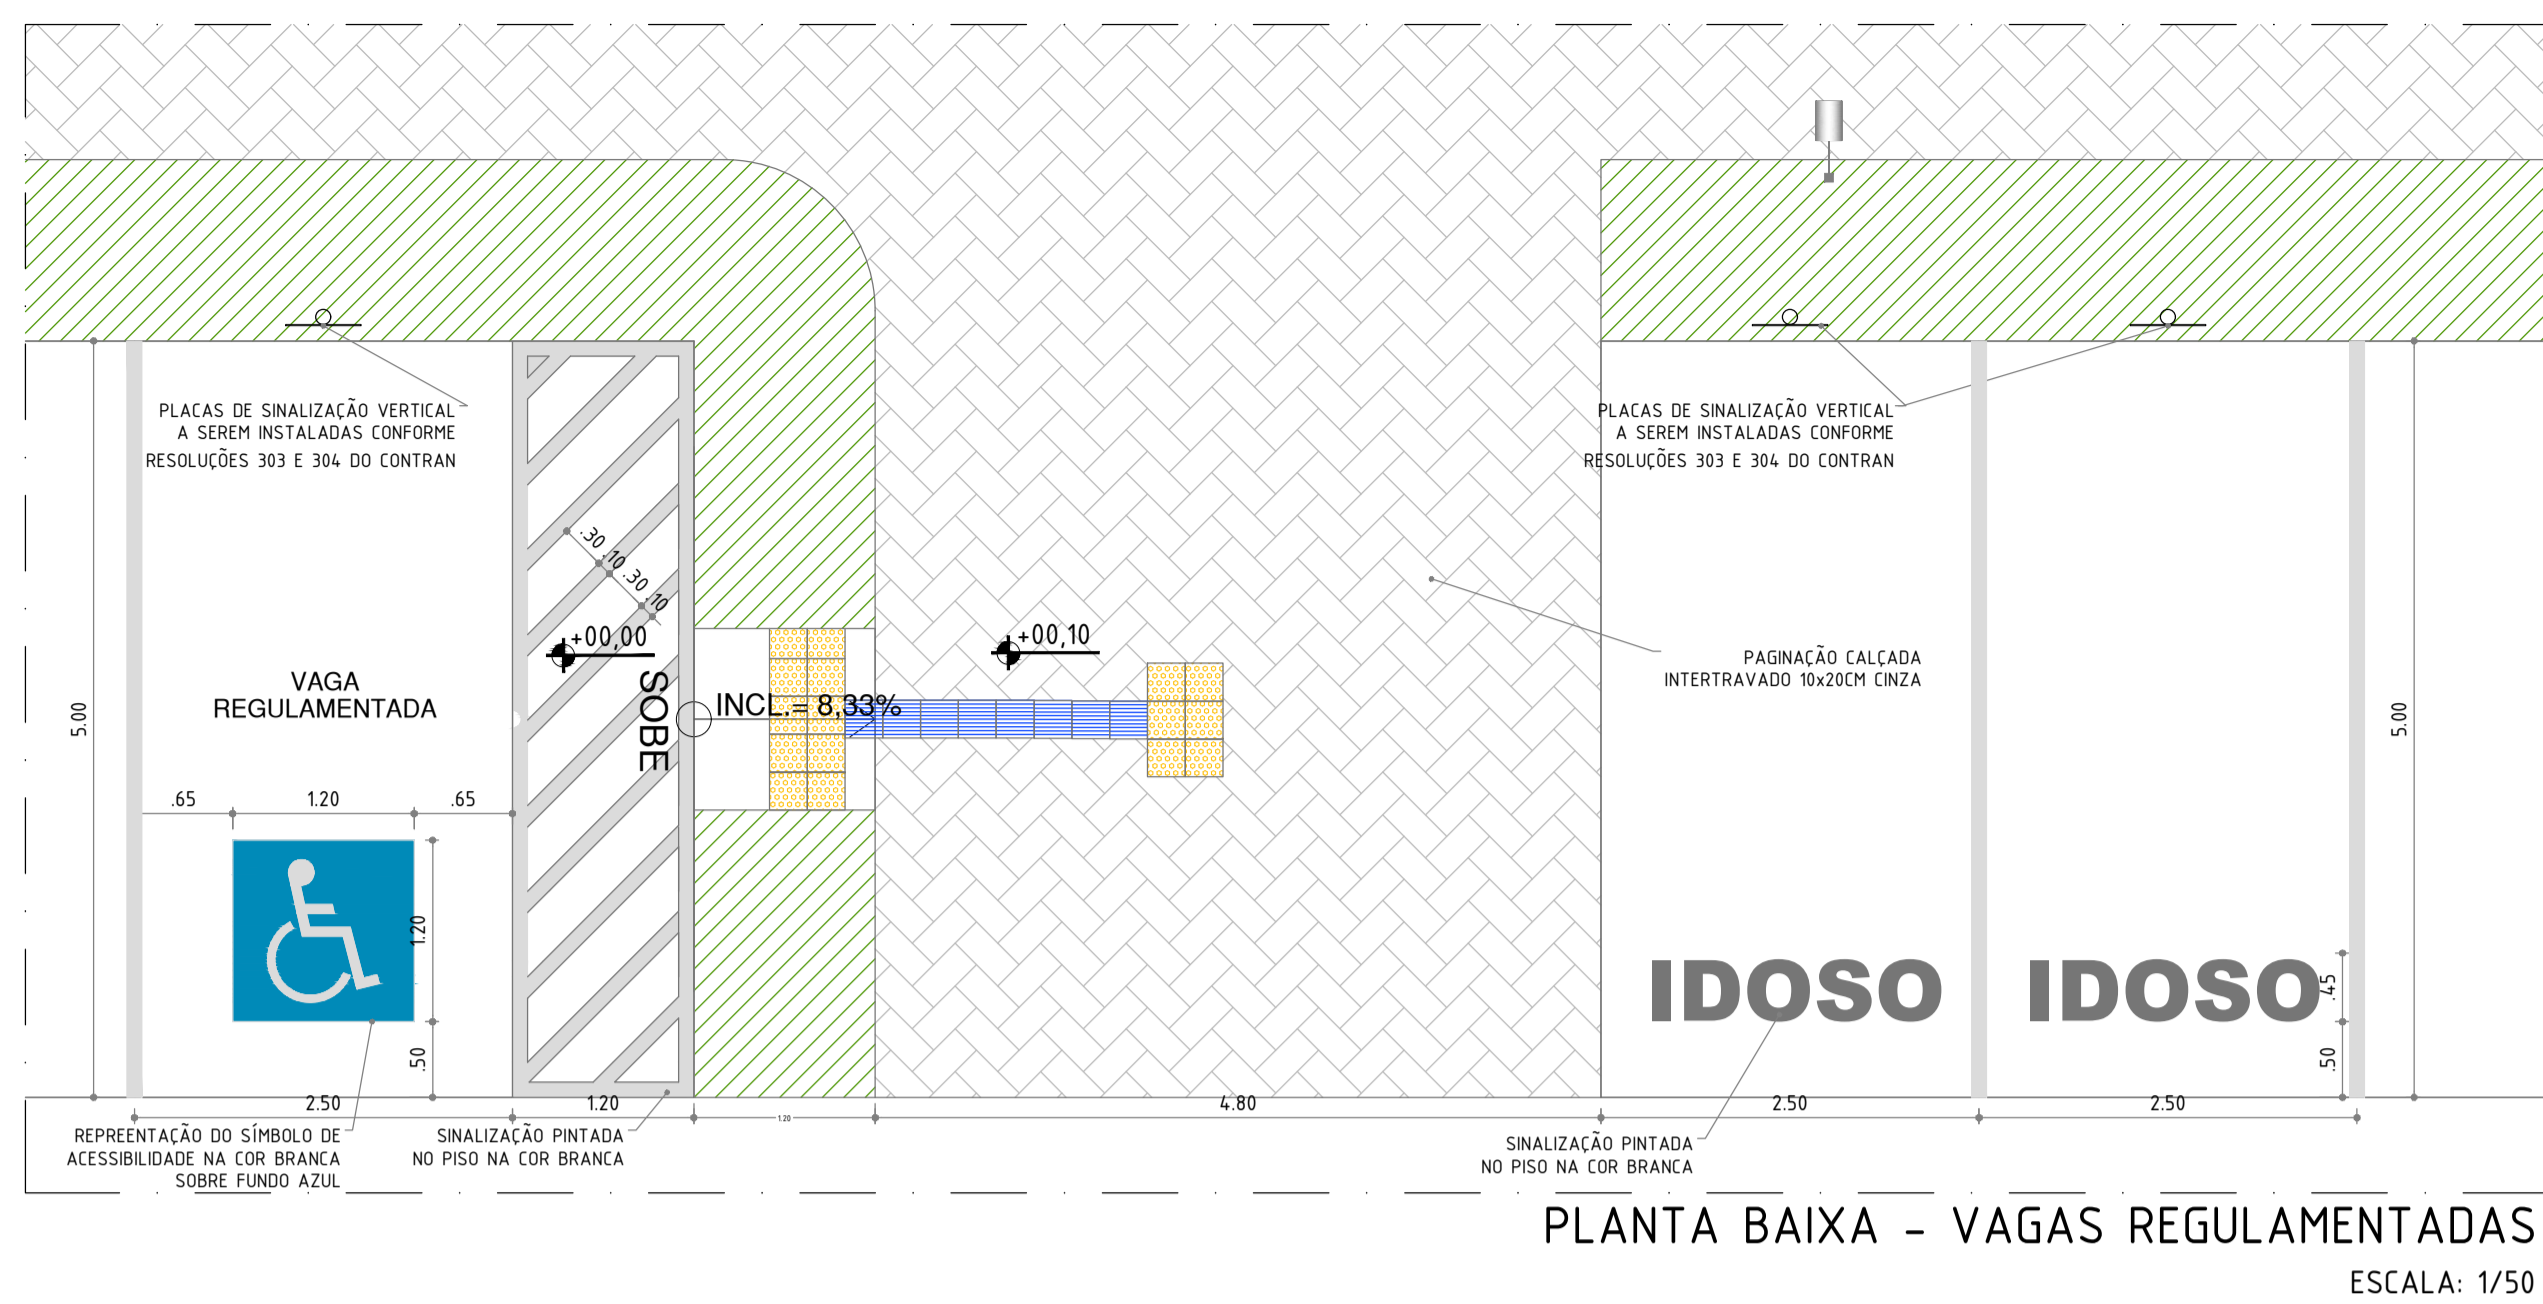 PLACAS DE SINALIZAÇÃO VERTICAL
A SEREM INSTALADAS CONFORME
RESOLUÇÕES 303 E 304 DO CONTRAN
PLACAS DE SINALIZAÇÃO VERTICAL
A SEREM INSTALADAS CONFORME
RESOLUÇÕES 303 E 304 DO CONTRAN
.30
.10
.30
.10
+00,00
+00,10
VAGA
REGULAMENTADA
SOBE
INCL.= 8,33%
PAGINAÇÃO CALÇADA
INTERTRAVADO 10x20CM CINZA
5.00
5.00
.65
1.20
.65
1.20
.50
IDOSO
IDOSO
.45
.50
2.50
1.20
1.20
4.80
2.50
2.50
REPREENTAÇÃO DO SÍMBOLO DE
ACESSIBILIDADE NA COR BRANCA
SOBRE FUNDO AZUL
SINALIZAÇÃO PINTADA
NO PISO NA COR BRANCA
SINALIZAÇÃO PINTADA
NO PISO NA COR BRANCA
PLANTA BAIXA - VAGAS REGULAMENTADAS
ESCALA: 1/50